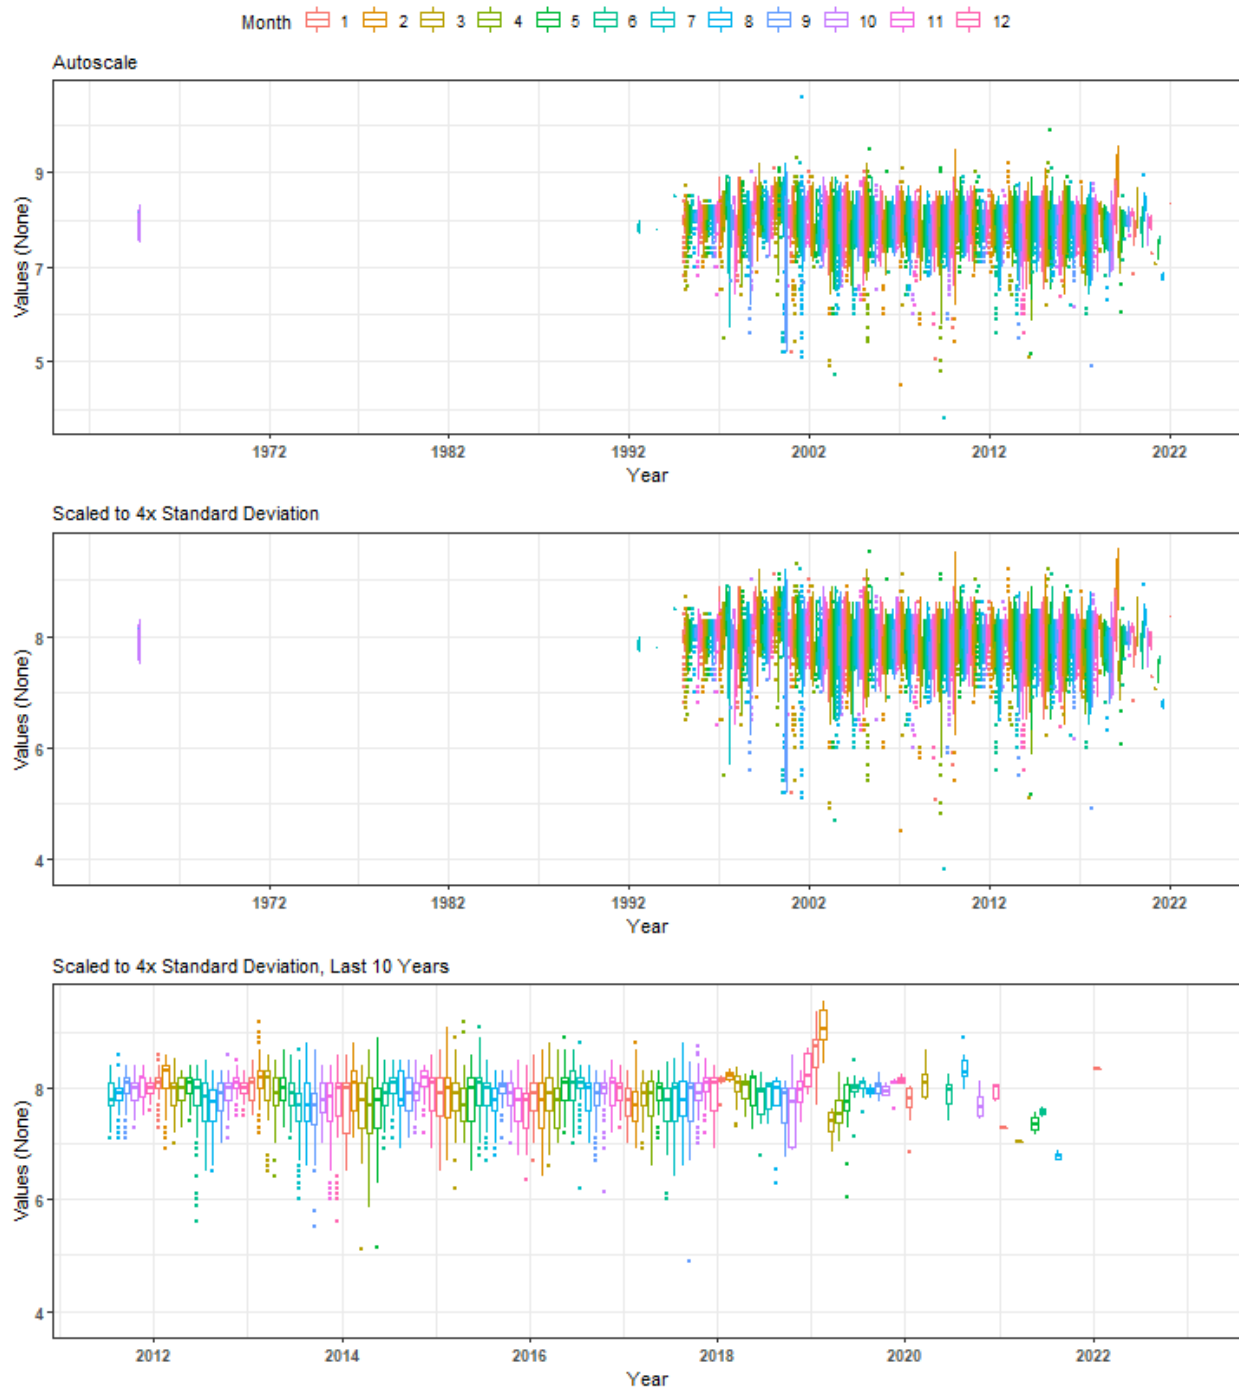 Month 1 2 3 4 5 6 7 8 9 10 11 12
Autoscale
Values (None)
9
7
5
1972 1982 1992 2002 2012 2022
Year
Scaled to 4x Standard Deviation
Values (None)
8
6
4
1972 1982 1992 2002 2012 2022
Year
Scaled to 4x Standard Deviation, Last 10 Years
Values (None)
8
6
4
2012 2014 2016 2018 2020 2022
Year